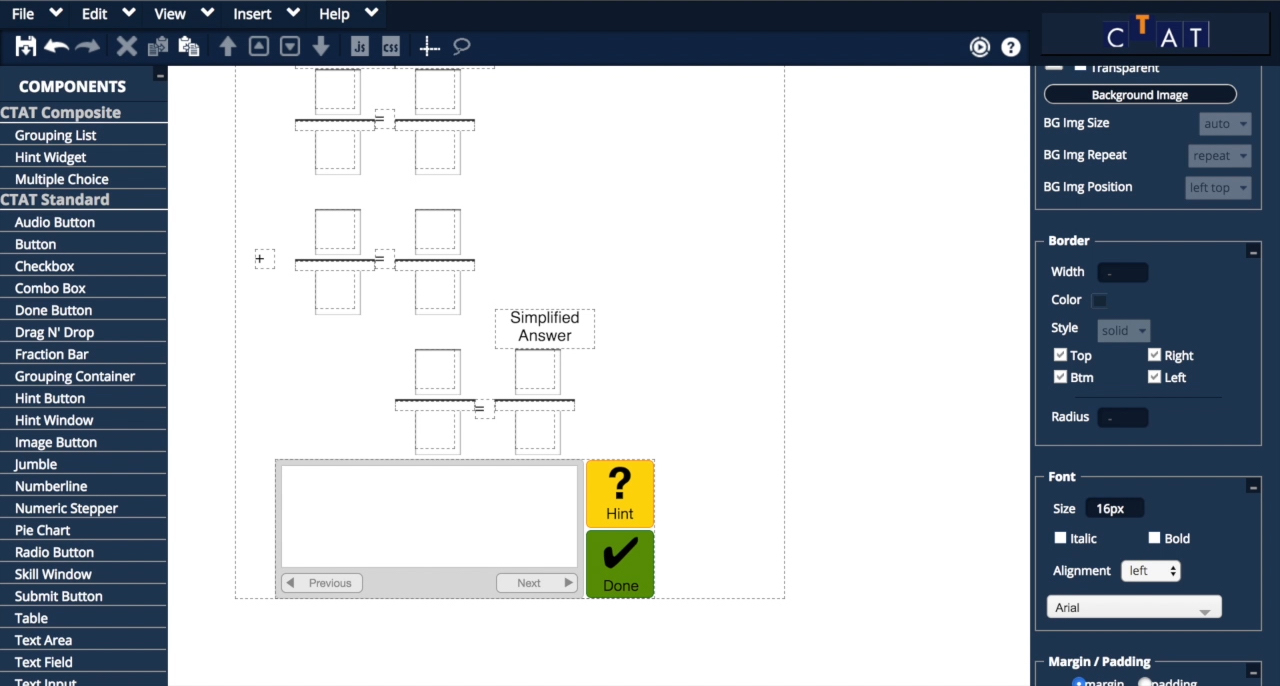 File Edit View Insert Help
Js css
? C T A T
COMPONENTS
CTAT Composite
Grouping List
Hint Widget
Multiple Choice
CTAT Standard
Audio Button
Button
Checkbox
Combo Box
Done Button
Drag N' Drop
Fraction Bar
Grouping Container
Hint Button
Hint Window
Image Button
Jumble
Numberline
Numeric Stepper
Pie Chart
Radio Button
Skill Window
Submit Button
Table
Text Area
Text Field
Text Input
=
+ =
Simplified
Answer
=
?
Hint
Done
Previous Next
Transparent
Background Image
BG Img Size auto
BG Img Repeat repeat
BG Img Position left top
Border
Width -
Color
Style solid
Top Right
Btm Left
Radius -
Font
Size 16px
Italic Bold
Alignment left
Arial
Margin / Padding
margin padding